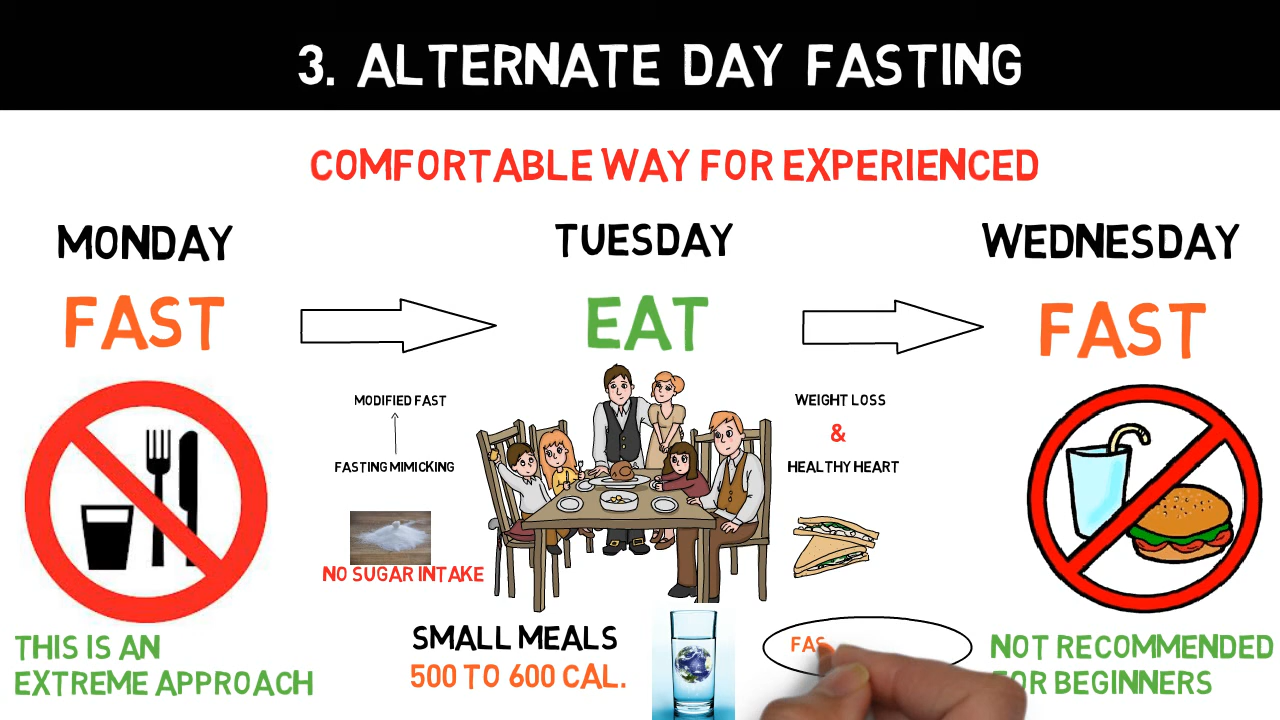 3. ALTERNATE DAY FASTING
COMFORTABLE WAY FOR EXPERIENCED
MONDAY
TUESDAY
WEDNESDAY
FAST
EAT
FAST
MODIFIED FAST
FASTING MIMICKING
WEIGHT LOSS
&
HEALTHY HEART
NO SUGAR INTAKE
THIS IS AN
EXTREME APPROACH
SMALL MEALS
500 TO 600 CAL.
FAS
NOT RECOMMENDED
FOR BEGINNERS